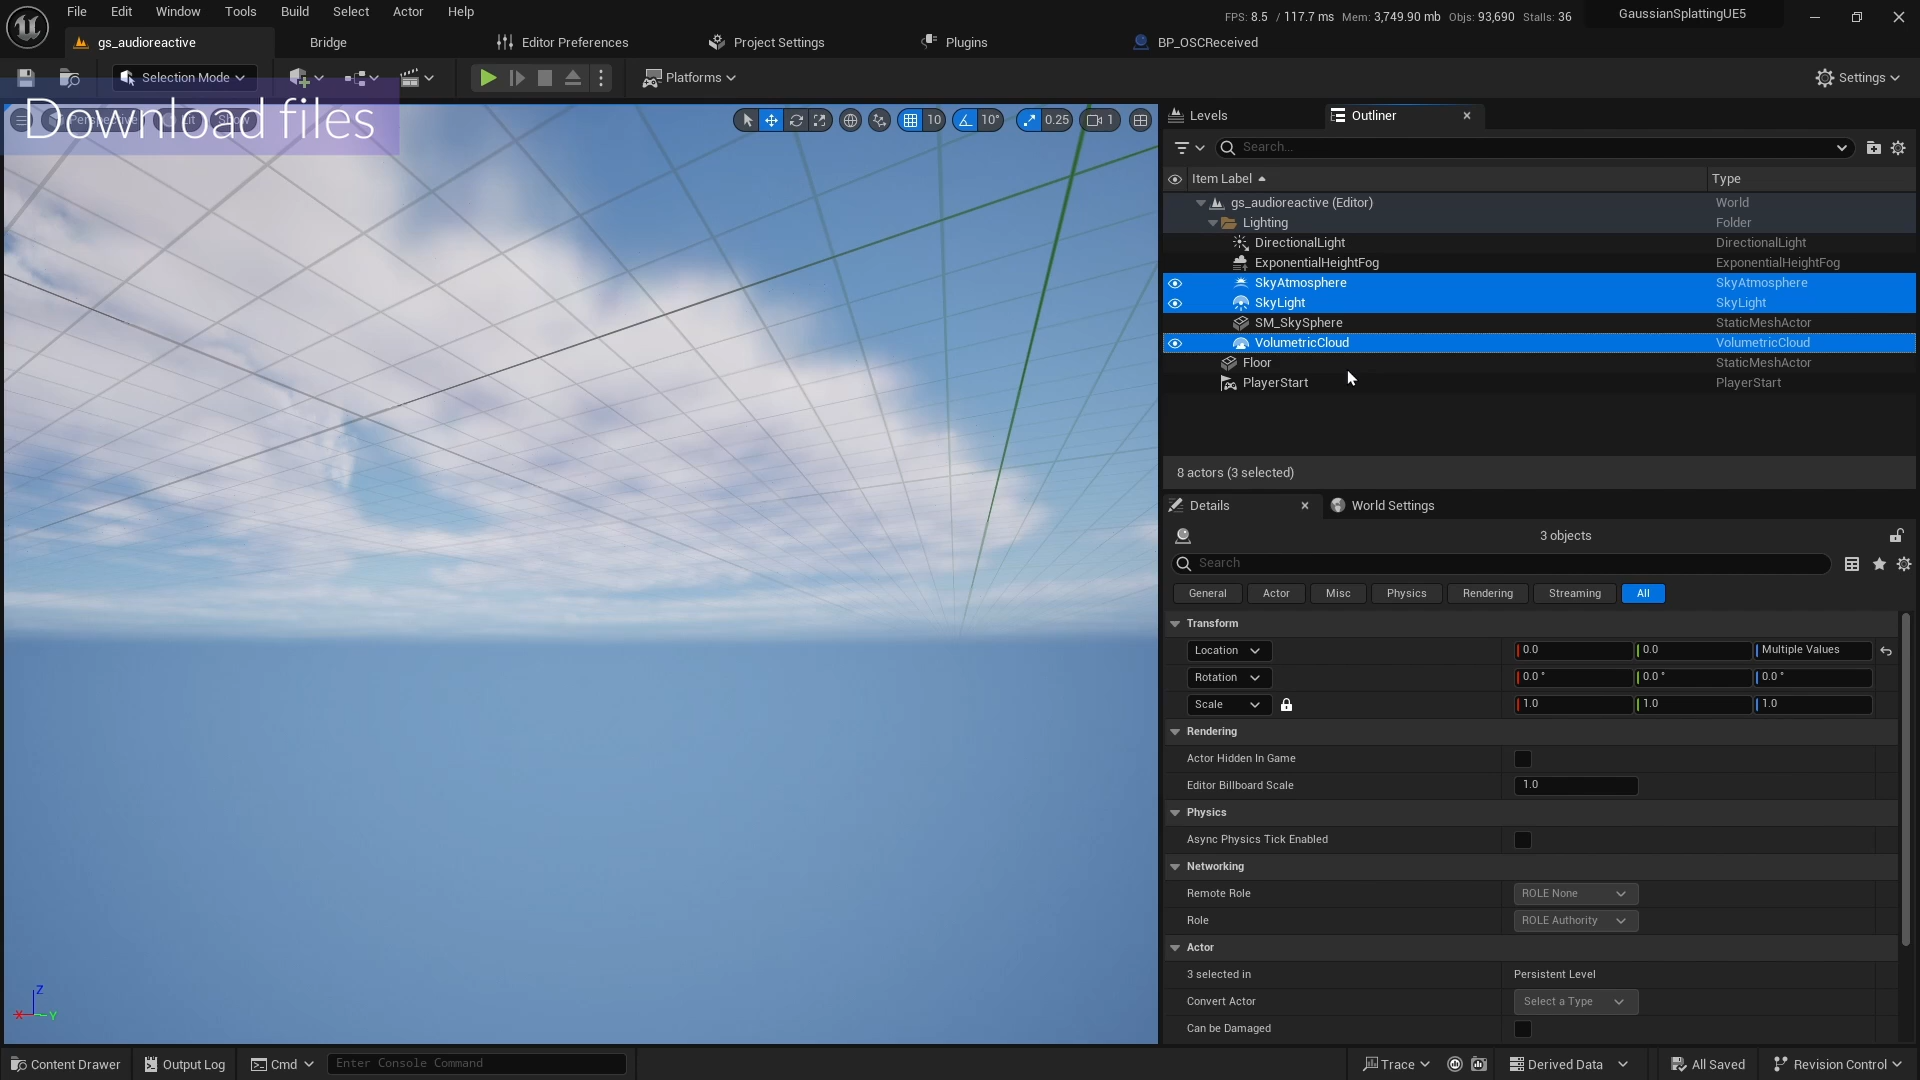 File Edit Window Tools Build Select Actor Help
FPS: 8.5 / 117.7 ms Mem: 3,749.90 mb Objs: 93,690 Stalls: 36
GaussianSplattingUE5
gs_audioreactive Bridge Editor Preferences Project Settings Plugins BP_OSCReceived
Selection Mode Platforms Settings
Download files
Perspective Lit Show
10 10° 0.25 1
Levels Outliner
Search...
Item Label Type
gs_audioreactive (Editor) World
Lighting Folder
DirectionalLight DirectionalLight
ExponentialHeightFog ExponentialHeightFog
SkyAtmosphere SkyAtmosphere
SkyLight SkyLight
SM_SkySphere StaticMeshActor
VolumetricCloud VolumetricCloud
Floor StaticMeshActor
PlayerStart PlayerStart
8 actors (3 selected)
Details World Settings
3 objects
Search
General Actor Misc Physics Rendering Streaming All
Transform
Location 0.0 0.0 Multiple Values
Rotation 0.0 ° 0.0 ° 0.0 °
Scale 1.0 1.0 1.0
Rendering
Actor Hidden In Game
Editor Billboard Scale 1.0
Physics
Async Physics Tick Enabled
Networking
Remote Role ROLE None
Role ROLE Authority
Actor
3 selected in Persistent Level
Convert Actor Select a Type
Can be Damaged
Z
X Y
Content Drawer Output Log Cmd Enter Console Command Trace Derived Data All Saved Revision Control